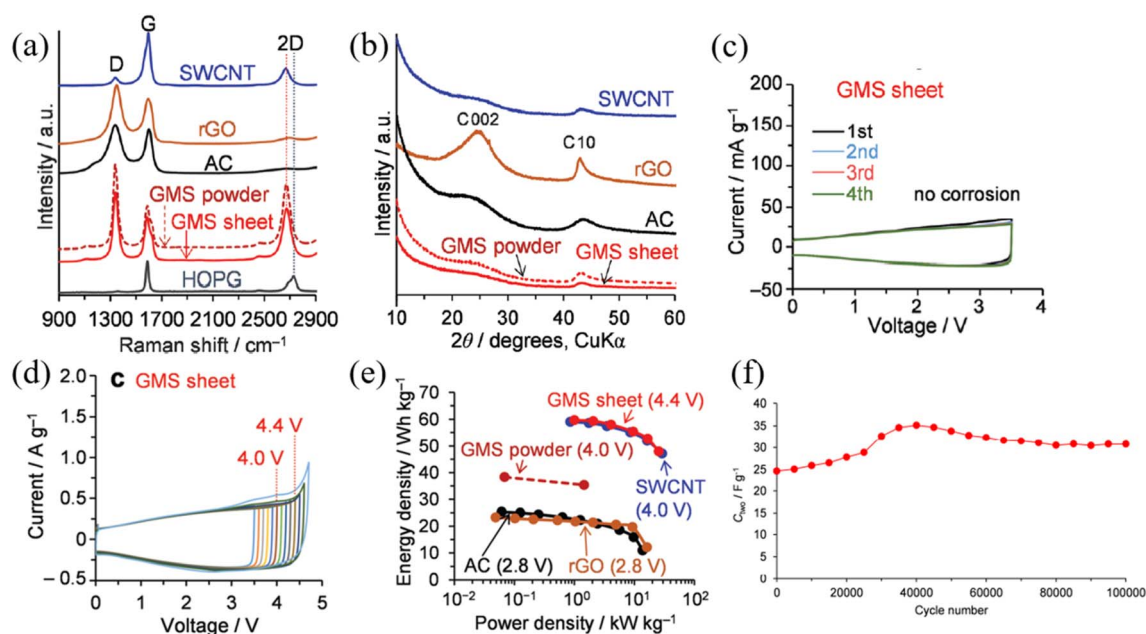 (a)
D
G
2D
SWCNT
rGO
AC
GMS powder
GMS sheet
HOPG
Intensity / a.u.
900 1300 1600 2100 2500 2900
Raman shift / cm⁻¹
(b)
SWCNT
C 002
C 10
rGO
AC
GMS powder
GMS sheet
Intensity / a.u.
10 20 30 40 50 60
2θ / degrees, CuKα
(c)
GMS sheet
1st
2nd
3rd
4th
no corrosion
Current / mA g⁻¹
200
150
100
50
0
−50
0 1 2 3 4
Voltage / V
(d)
c GMS sheet
4.4 V
4.0 V
Current / A g⁻¹
2.0
1.5
1.0
0.5
0
−0.5
0 1 2 3 4 5
Voltage / V
(e)
GMS sheet (4.4 V)
GMS powder
(4.0 V)
SWCNT
(4.0 V)
AC (2.8 V)
rGO (2.8 V)
Energy density / Wh kg⁻¹
70
60
50
40
30
20
10
0
10⁻² 10⁻¹ 10⁰ 10¹ 10²
Power density / kW kg⁻¹
(f)
C two / F g⁻¹
40
35
30
25
20
15
10
5
0
0 20000 40000 60000 80000 100000
Cycle number